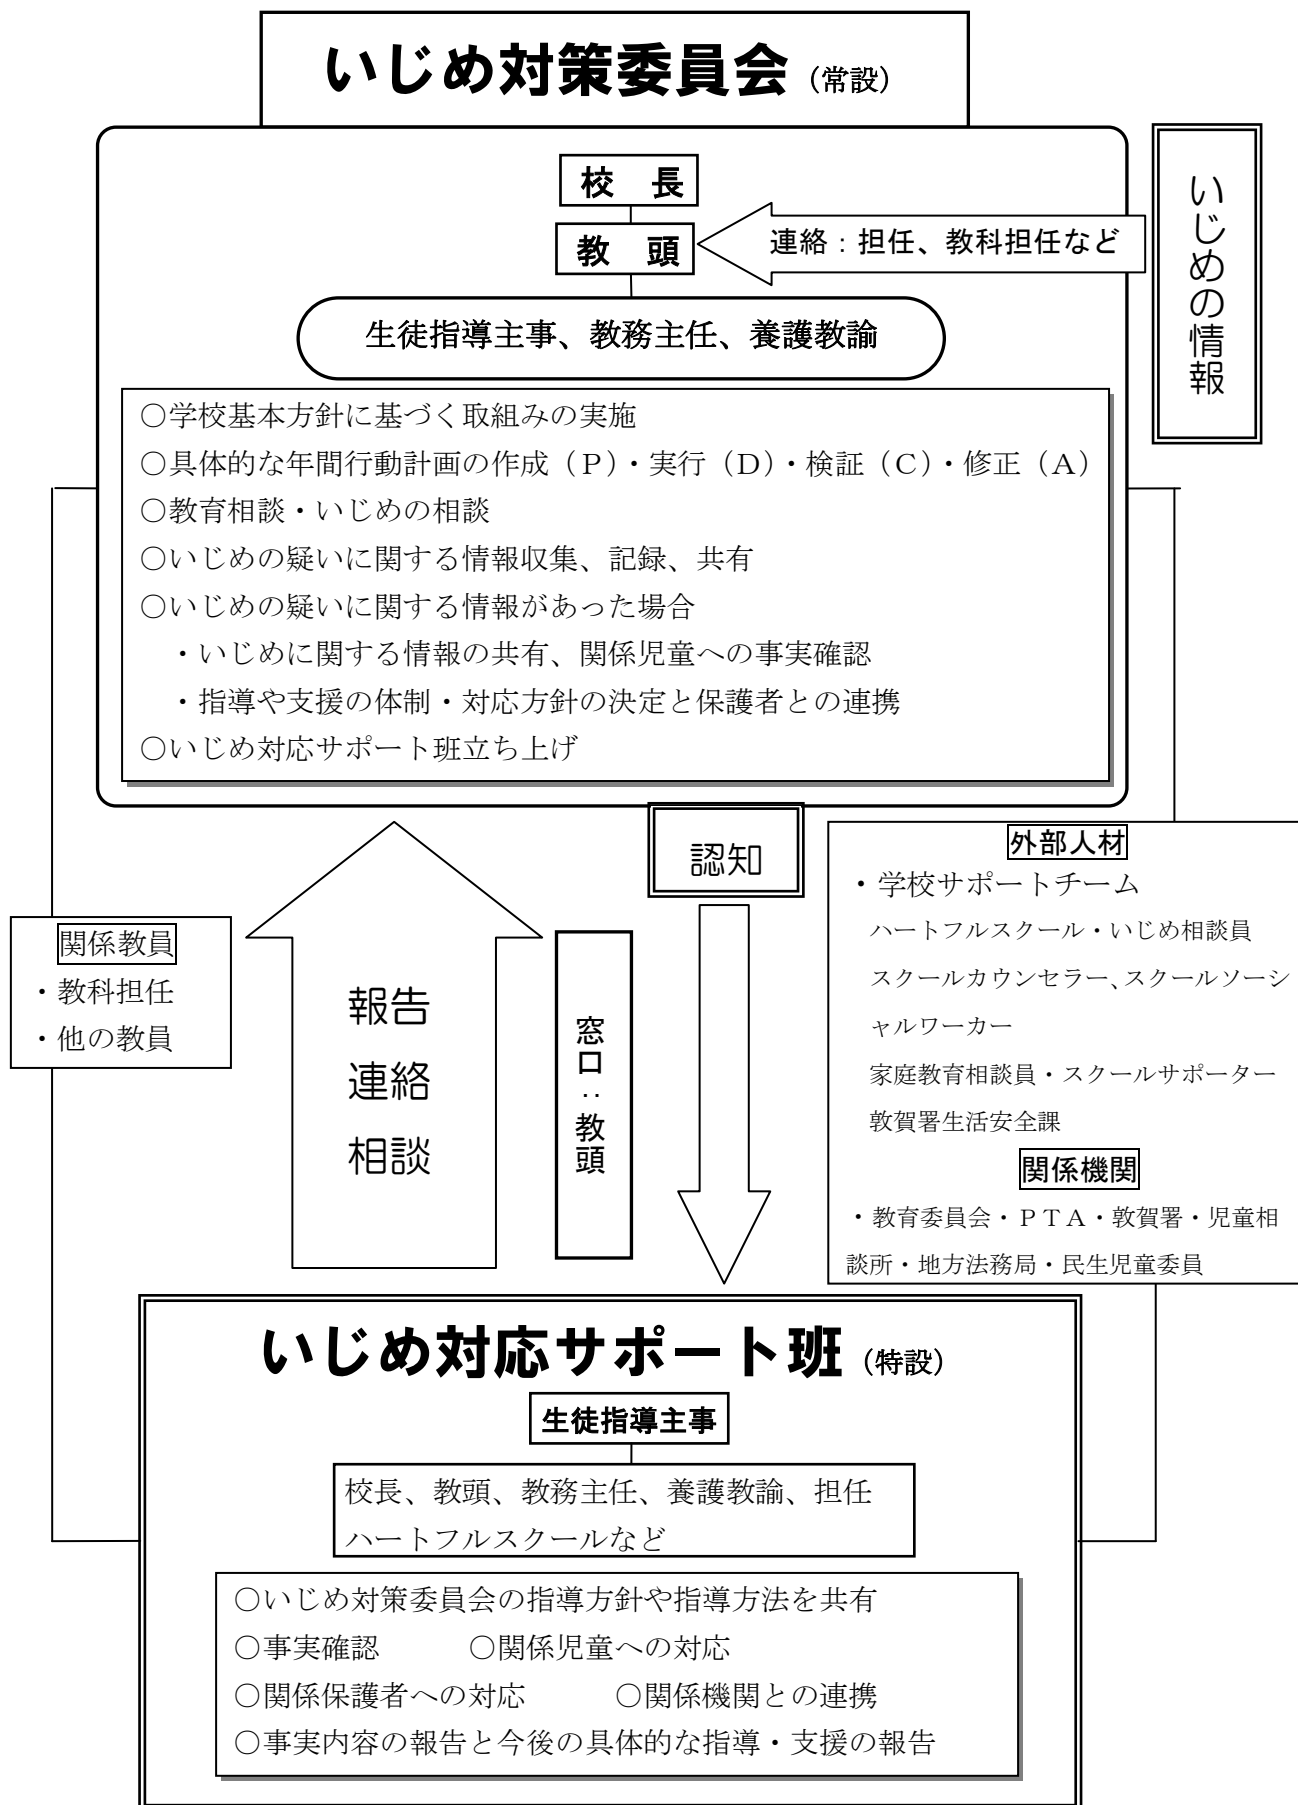 いじめ対策委員会（常設）
校　長
教　頭
連絡：担任、教科担任など
いじめの情報
生徒指導主事、教務主任、養護教諭
○学校基本方針に基づく取組みの実施
○具体的な年間行動計画の作成（Ｐ）・実行（Ｄ）・検証（Ｃ）・修正（Ａ）
○教育相談・いじめの相談
○いじめの疑いに関する情報収集、記録、共有
○いじめの疑いに関する情報があった場合
・いじめに関する情報の共有、関係児童への事実確認
・指導や支援の体制・対応方針の決定と保護者との連携
○いじめ対応サポート班立ち上げ
認知
関係教員
・教科担任
・他の教員
報告
連絡
相談
窓口：教頭
外部人材
・学校サポートチーム
ハートフルスクール・いじめ相談員
スクールカウンセラー、スクールソーシ
ャルワーカー
家庭教育相談員・スクールサポーター
敦賀署生活安全課
関係機関
・教育委員会・ＰＴＡ・敦賀署・児童相
談所・地方法務局・民生児童委員
いじめ対応サポート班（特設）
生徒指導主事
校長、教頭、教務主任、養護教諭、担任
ハートフルスクールなど
○いじめ対策委員会の指導方針や指導方法を共有
○事実確認　　　○関係児童への対応
○関係保護者への対応　　　○関係機関との連携
○事実内容の報告と今後の具体的な指導・支援の報告